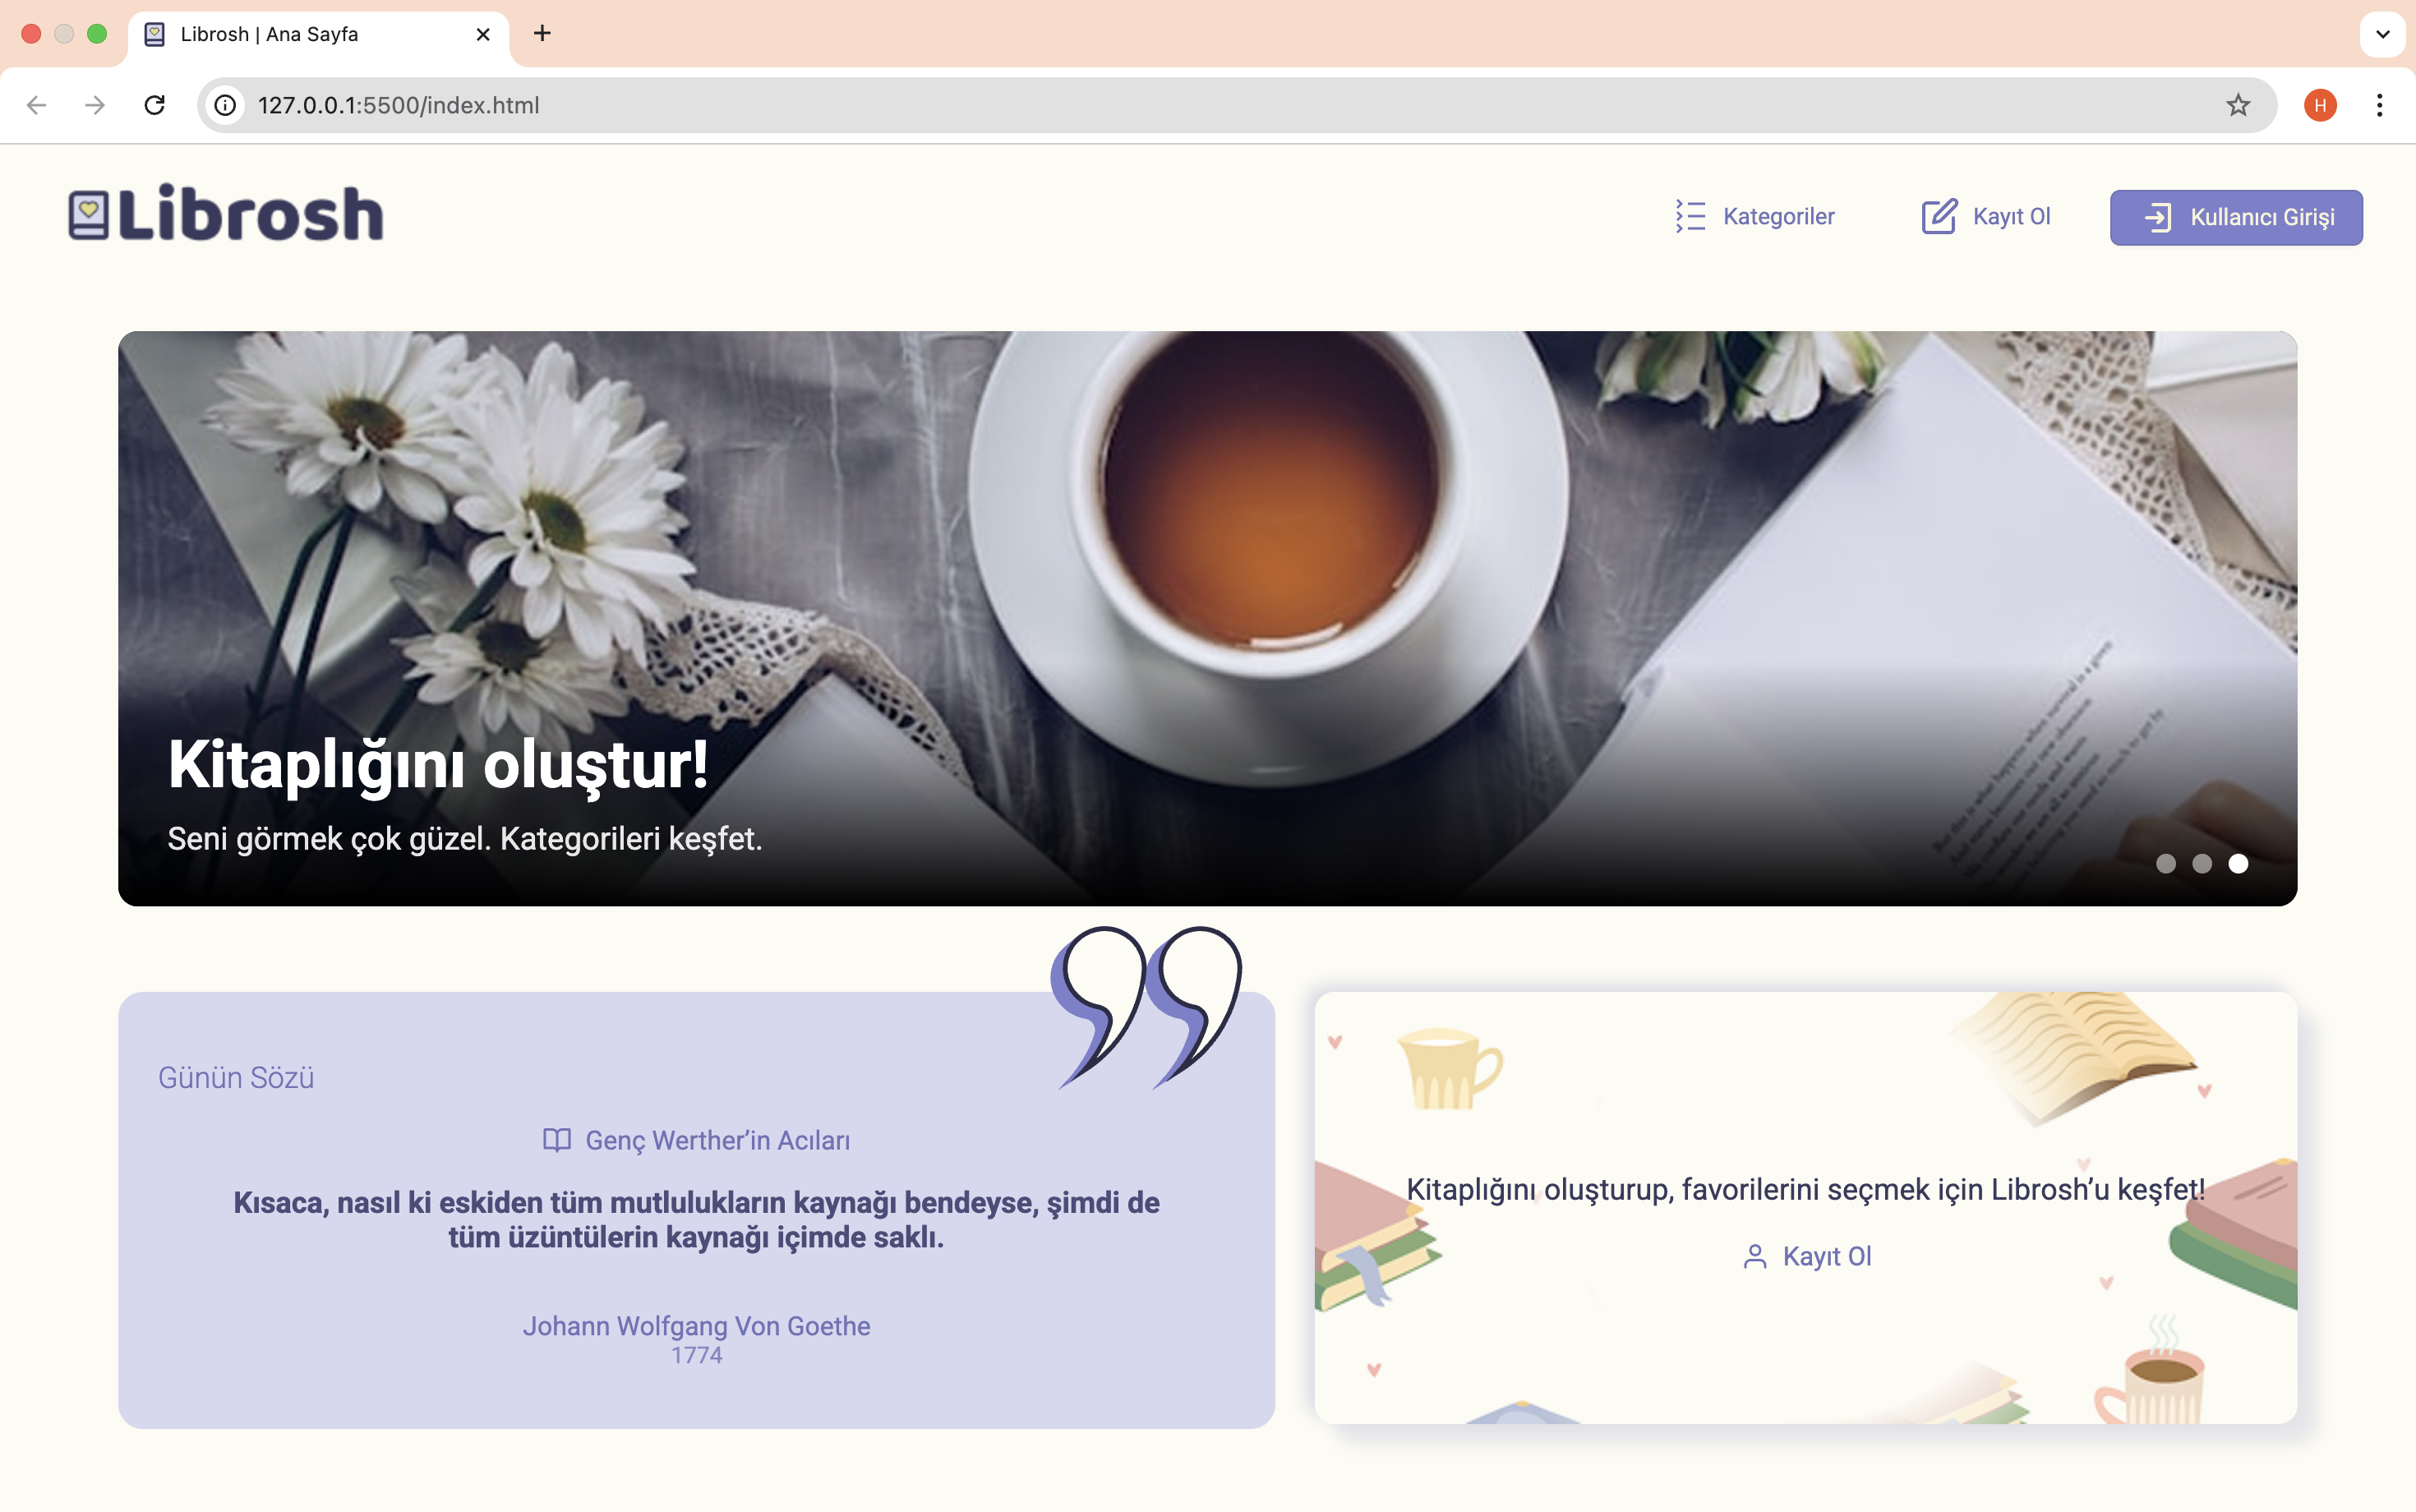 Librosh | Ana Sayfa
127.0.0.1:5500/index.html
H
Librosh
Kategoriler
Kayıt Ol
Kullanıcı Girişi
Kitaplığını oluştur!
Seni görmek çok güzel. Kategorileri keşfet.
Günün Sözü
Genç Werther’in Acıları
Kısaca, nasıl ki eskiden tüm mutlulukların kaynağı bendeyse, şimdi de
tüm üzüntülerin kaynağı içimde saklı.
Johann Wolfgang Von Goethe
1774
Kitaplığını oluşturup, favorilerini seçmek için Librosh’u keşfet!
Kayıt Ol